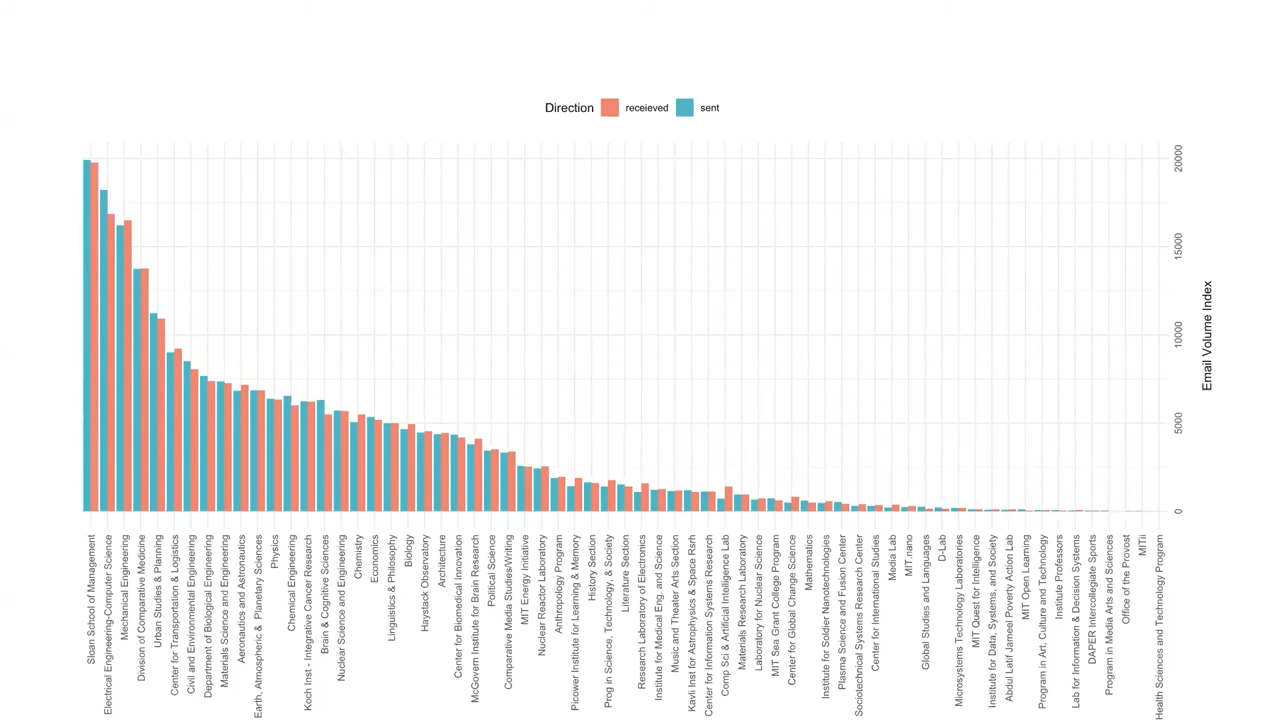 Direction receieved sent
20000
15000
10000
5000
0
Email Volume Index
Sloan School of Management
Electrical Engineering-Computer Science
Mechanical Engineering
Division of Comparative Medicine
Urban Studies & Planning
Center for Transportation & Logistics
Civil and Environmental Engineering
Department of Biological Engineering
Materials Science and Engineering
Aeronautics and Astronautics
Earth, Atmospheric & Planetary Sciences
Physics
Chemical Engineering
Koch Inst - Integrative Cancer Research
Brain & Cognitive Sciences
Nuclear Science and Engineering
Chemistry
Economics
Linguistics & Philosophy
Biology
Haystack Observatory
Architecture
Center for Biomedical Innovation
McGovern Institute for Brain Research
Political Science
Comparative Media Studies/Writing
MIT Energy Initiative
Nuclear Reactor Laboratory
Anthropology Program
Picower Institute for Learning & Memory
History Section
Prog in Science, Technology, & Society
Literature Section
Research Laboratory of Electronics
Institute for Medical Eng. and Science
Music and Theater Arts Section
Kavli Inst for Astrophysics & Space Rsrh
Center for Information Systems Research
Comp Sci & Artificial Intelligence Lab
Materials Research Laboratory
Laboratory for Nuclear Science
MIT Sea Grant College Program
Center for Global Change Science
Mathematics
Institute for Soldier Nanotechnologies
Plasma Science and Fusion Center
Sociotechnical Systems Research Center
Center for International Studies
Media Lab
MIT.nano
Global Studies and Languages
D-Lab
Microsystems Technology Laboratories
MIT Quest for Intelligence
Institute for Data, Systems, and Society
Abdul Latif Jameel Poverty Action Lab
MIT Open Learning
Program in Art, Culture and Technology
Institute Professors
Lab for Information & Decision Systems
DAPER Intercollegiate Sports
Program in Media Arts and Sciences
Office of the Provost
MITii
Health Sciences and Technology Program